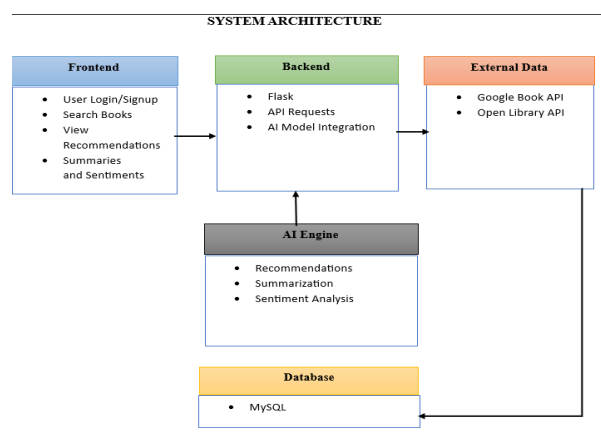 SYSTEM ARCHITECTURE
Frontend
• User Login/Signup
• Search Books
• View
Recommendations
• Summaries
and Sentiments
Backend
• Flask
• API Requests
• AI Model Integration
External Data
• Google Book API
• Open Library API
AI Engine
• Recommendations
• Summarization
• Sentiment Analysis
Database
• MySQL